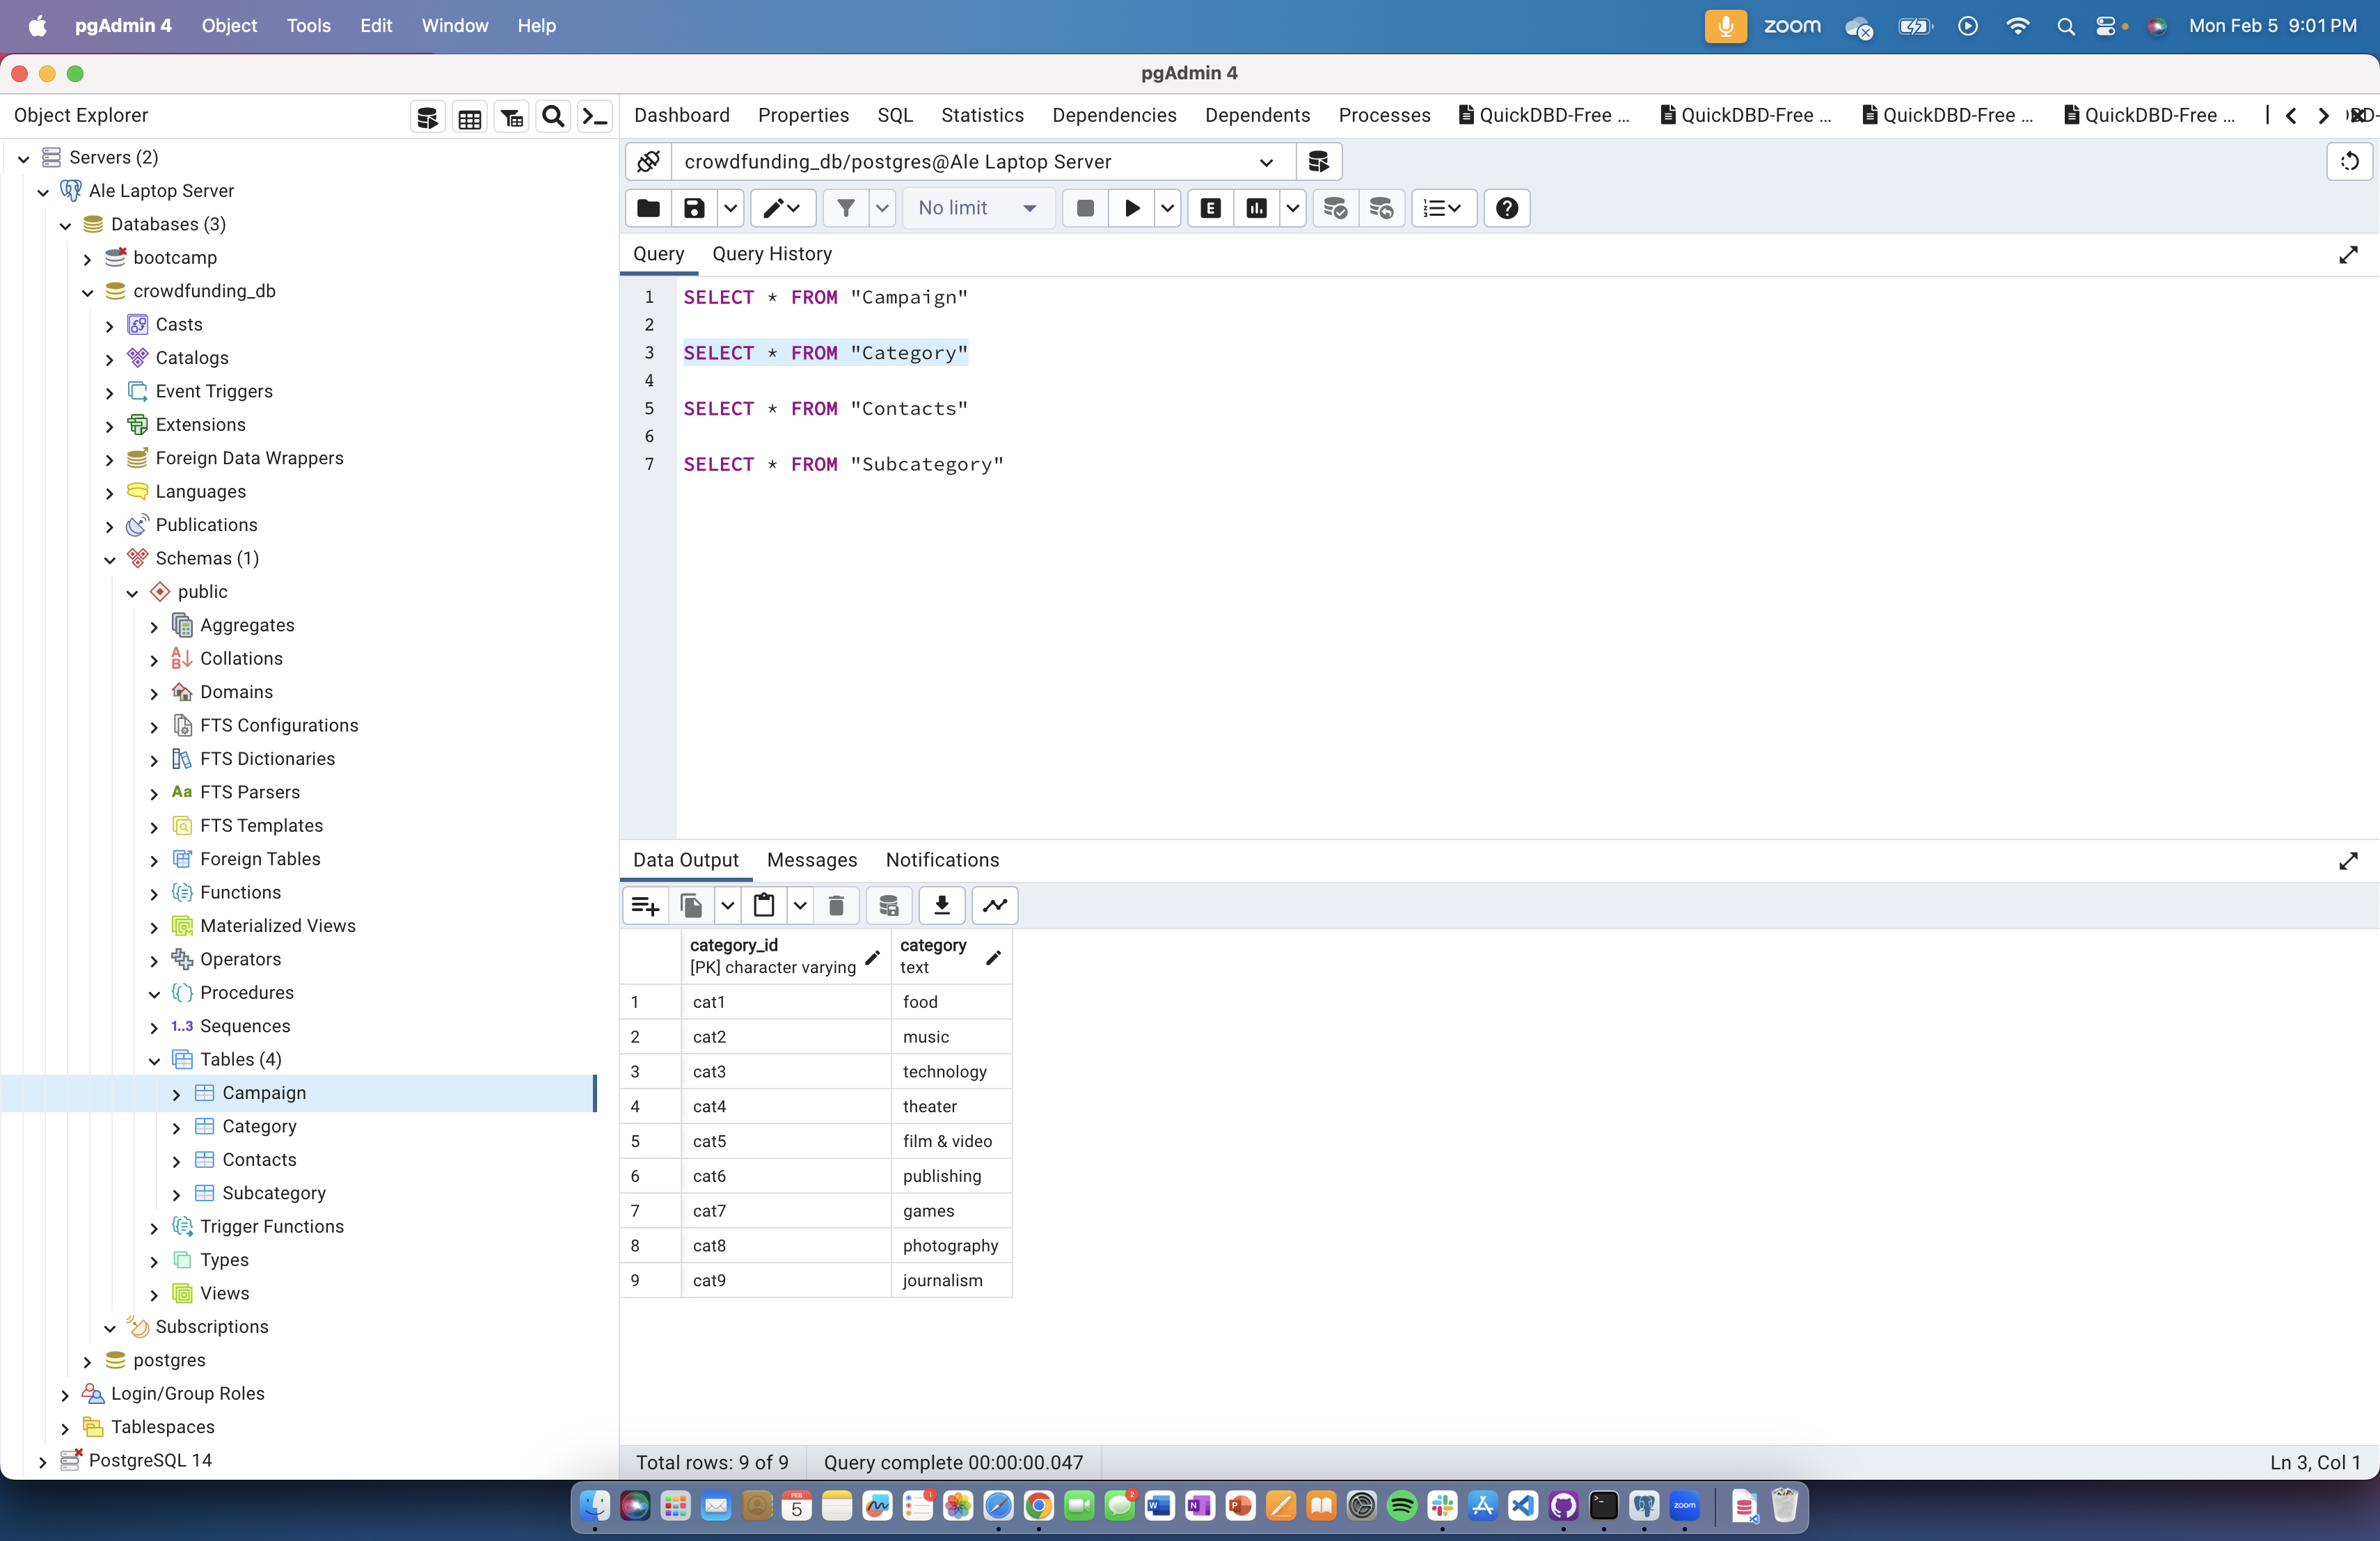 pgAdmin 4 Object Tools Edit Window Help
zoom Mon Feb 5 9:01 PM
pgAdmin 4
Object Explorer
Servers (2)
Ale Laptop Server
Databases (3)
bootcamp
crowdfunding_db
Casts
Catalogs
Event Triggers
Extensions
Foreign Data Wrappers
Languages
Publications
Schemas (1)
public
Aggregates
Collations
Domains
FTS Configurations
FTS Dictionaries
Aa FTS Parsers
FTS Templates
Foreign Tables
Functions
Materialized Views
Operators
Procedures
1..3 Sequences
Tables (4)
Campaign
Category
Contacts
Subcategory
Trigger Functions
Types
Views
Subscriptions
postgres
Login/Group Roles
Tablespaces
PostgreSQL 14
Dashboard Properties SQL Statistics Dependencies Dependents Processes QuickDBD-Free ... QuickDBD-Free ... QuickDBD-Free ... QuickDBD-Free ...
crowdfunding_db/postgres@Ale Laptop Server
No limit
E
Query Query History
1 SELECT * FROM "Campaign"
2
3 SELECT * FROM "Category"
4
5 SELECT * FROM "Contacts"
6
7 SELECT * FROM "Subcategory"
Data Output Messages Notifications
category_id category
[PK] character varying text
1 cat1 food
2 cat2 music
3 cat3 technology
4 cat4 theater
5 cat5 film & video
6 cat6 publishing
7 cat7 games
8 cat8 photography
9 cat9 journalism
Total rows: 9 of 9 Query complete 00:00:00.047 Ln 3, Col 1
FEB
5
1
2
zoom